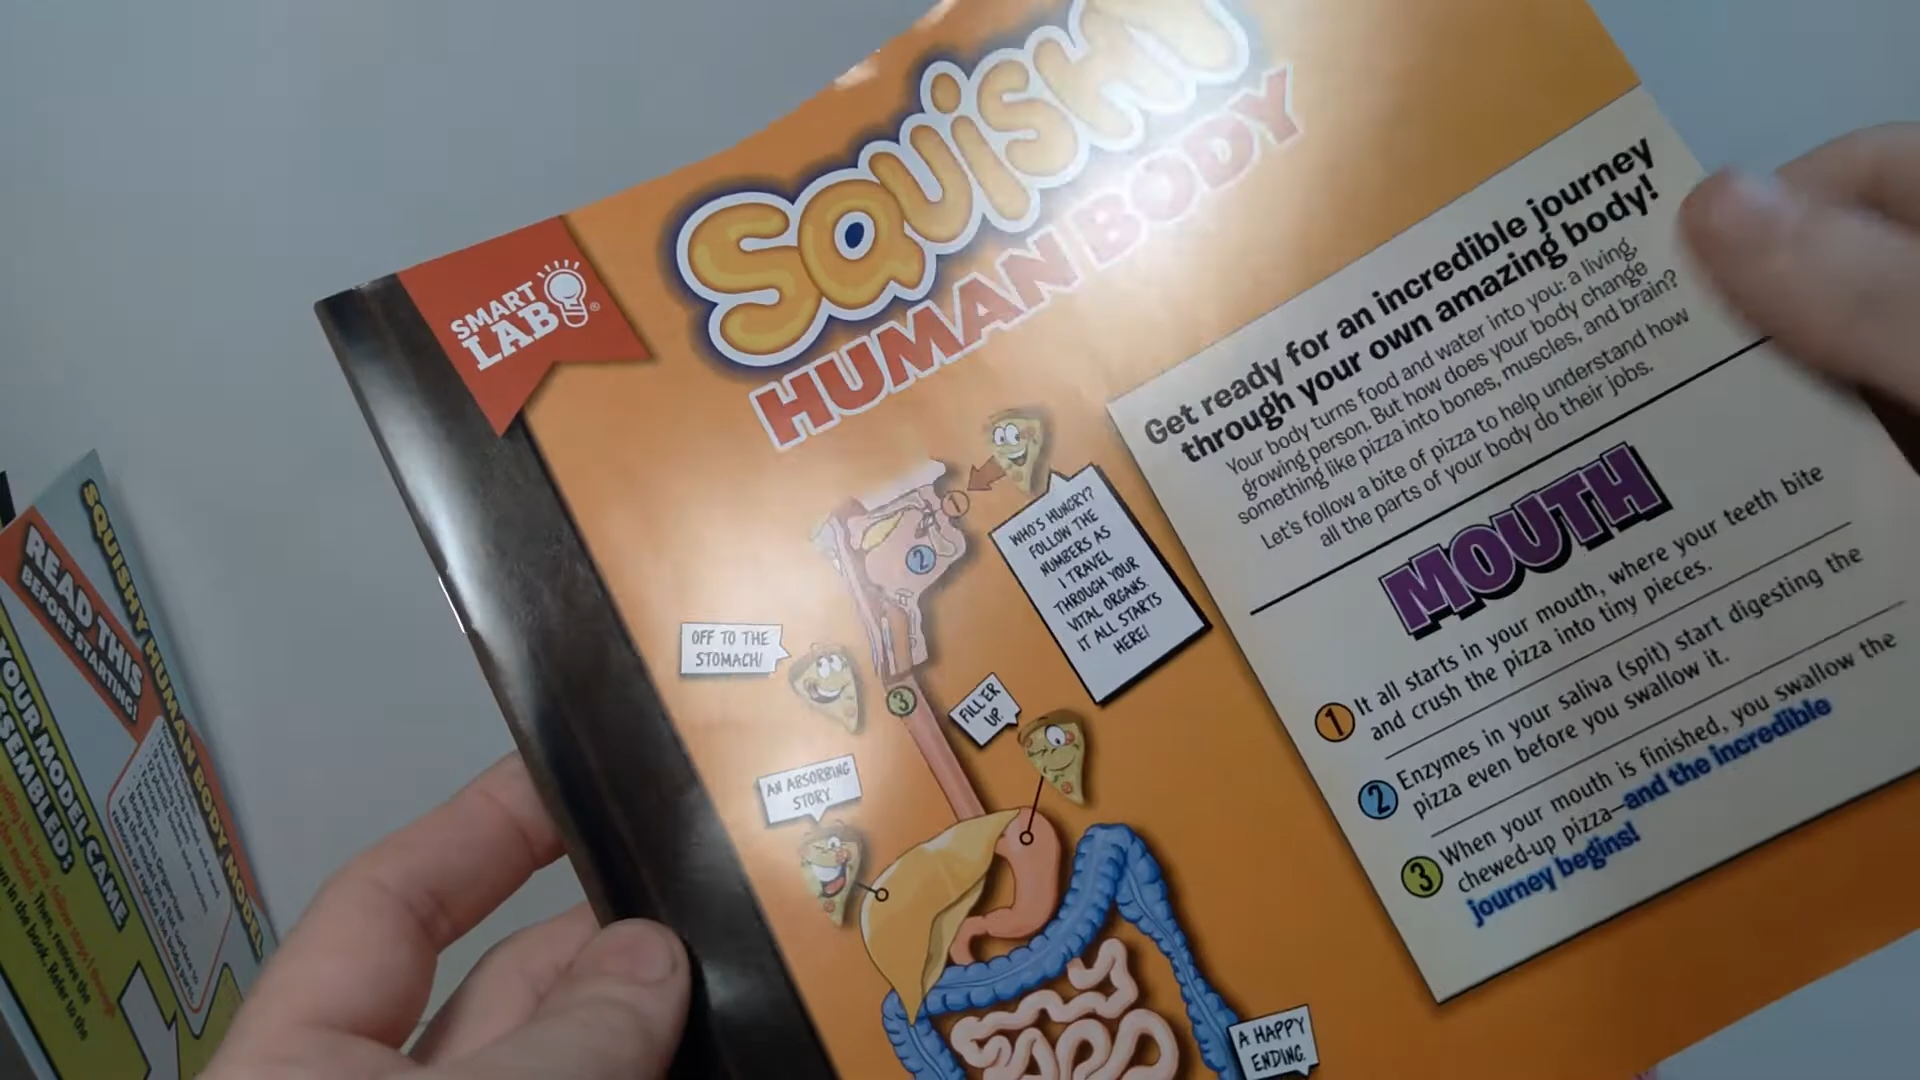 SQUISHY
HUMAN BODY
SMART
LAB®
Get ready for an incredible journey
through your own amazing body!
Your body turns food and water into you: a living,
growing person. But how does your body change
something like pizza into bones, muscles, and brain?
Let's follow a bite of pizza to help understand how
all the parts of your body do their jobs.
MOUTH
1 It all starts in your mouth, where your teeth bite
and crush the pizza into tiny pieces.
2 Enzymes in your saliva (spit) start digesting the
pizza even before you swallow it.
3 When your mouth is finished, you swallow the
chewed-up pizza—and the incredible
journey begins!
1
2
3
WHO'S HUNGRY?
FOLLOW THE
NUMBERS AS
I TRAVEL
THROUGH YOUR
VITAL ORGANS.
IT ALL STARTS
HERE!
OFF TO THE
STOMACH!
FILL 'ER
UP.
AN ABSORBING
STORY.
A HAPPY
ENDING.
SQUISHY HUMAN BODY MODEL
READ THIS
BEFORE STARTING!
YOUR MODEL CAME